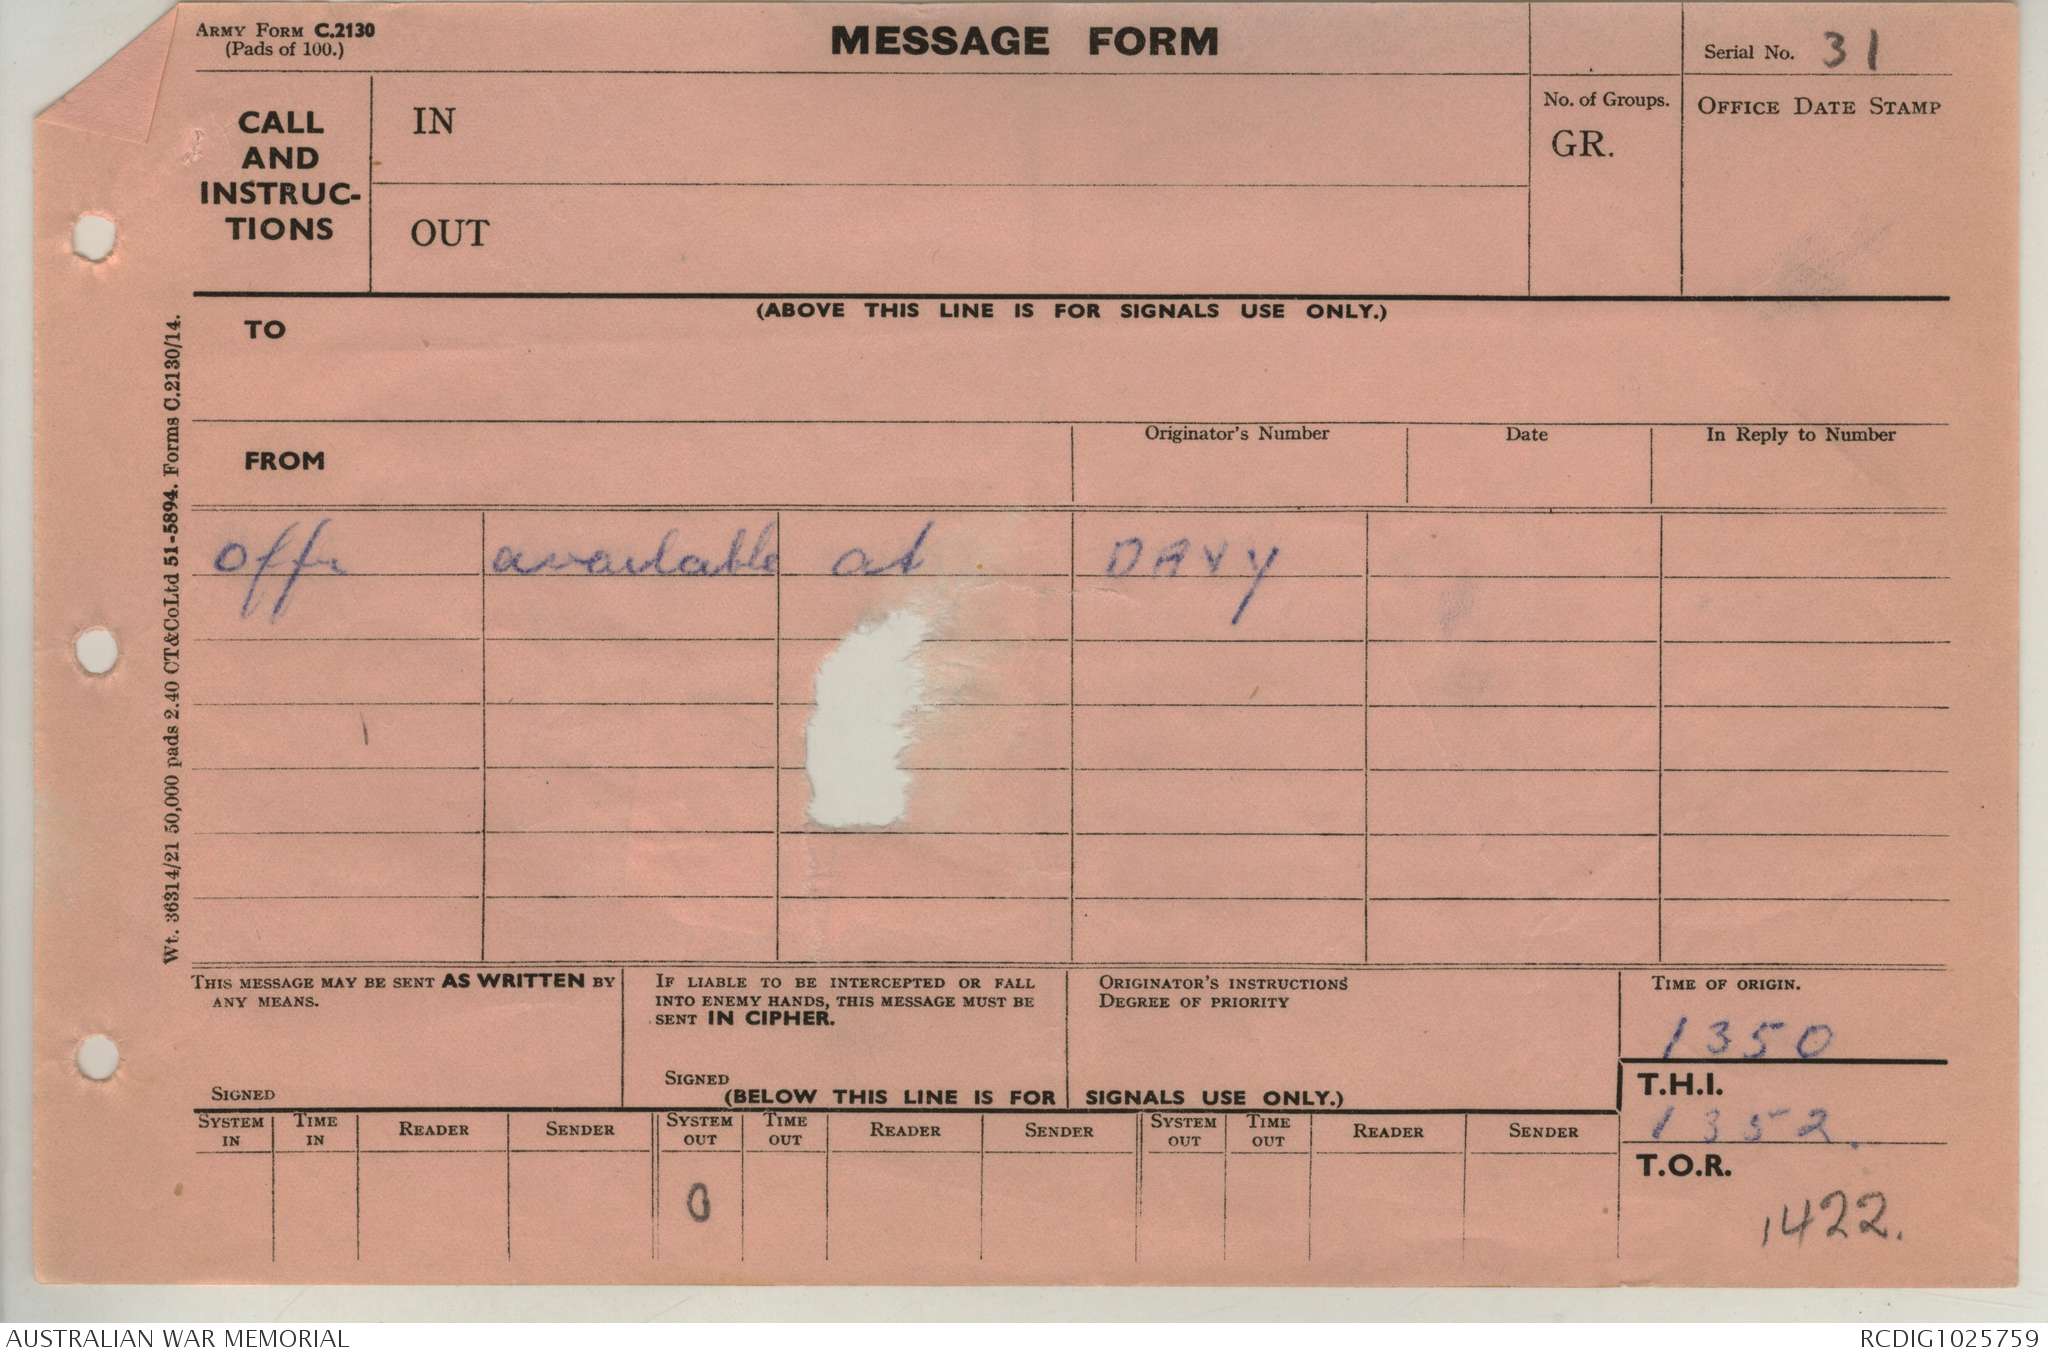 ARMY FORM C.2130
(Pads of 100.)
MESSAGE FORM
Serial No. 31
CALL
AND
INSTRUC-
TIONS
IN
OUT
No. of Groups.
GR.
OFFICE DATE STAMP
(ABOVE THIS LINE IS FOR SIGNALS USE ONLY.)
TO
FROM
Originator's Number
Date
In Reply to Number
Wt. 36314/21 50,000 pads 2.40 CT&CoLtd 51-5894. Forms C.2130/14.
offr available at DAVY
THIS MESSAGE MAY BE SENT AS WRITTEN BY
ANY MEANS.
SIGNED
IF LIABLE TO BE INTERCEPTED OR FALL
INTO ENEMY HANDS, THIS MESSAGE MUST BE
SENT IN CIPHER.
SIGNED
ORIGINATOR'S INSTRUCTIONS
DEGREE OF PRIORITY
TIME OF ORIGIN.
1350
(BELOW THIS LINE IS FOR SIGNALS USE ONLY.)
T.H.I.
1352.
T.O.R.
1422.
SYSTEM IN
TIME IN
READER
SENDER
SYSTEM OUT
TIME OUT
READER
SENDER
SYSTEM OUT
TIME OUT
READER
SENDER
0
AUSTRALIAN WAR MEMORIAL
RCDIG1025759